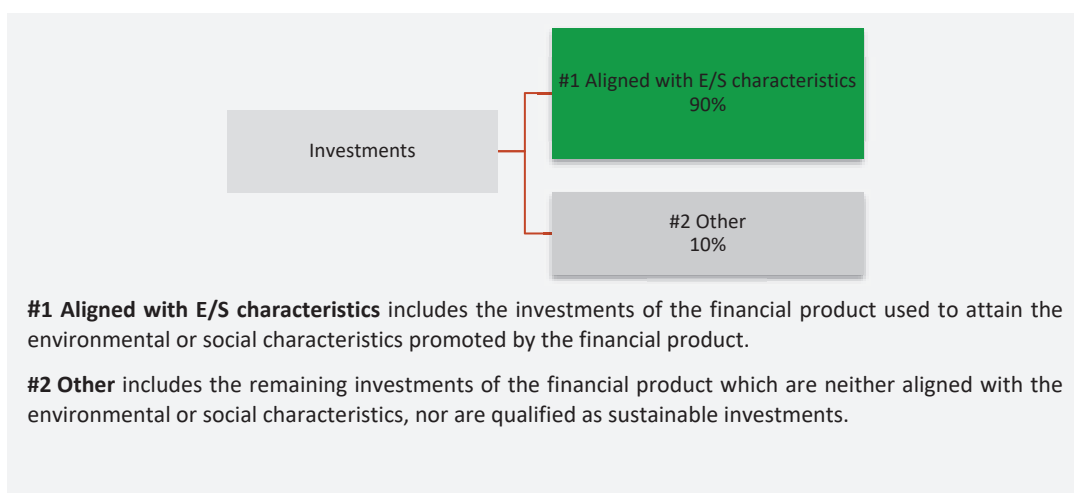 #1 Aligned with E/S characteristics
90%
Investments
#2 Other
10%
#1 Aligned with E/S characteristics includes the investments of the financial product used to attain the
environmental or social characteristics promoted by the financial product.
#2 Other includes the remaining investments of the financial product which are neither aligned with the
environmental or social characteristics, nor are qualified as sustainable investments.